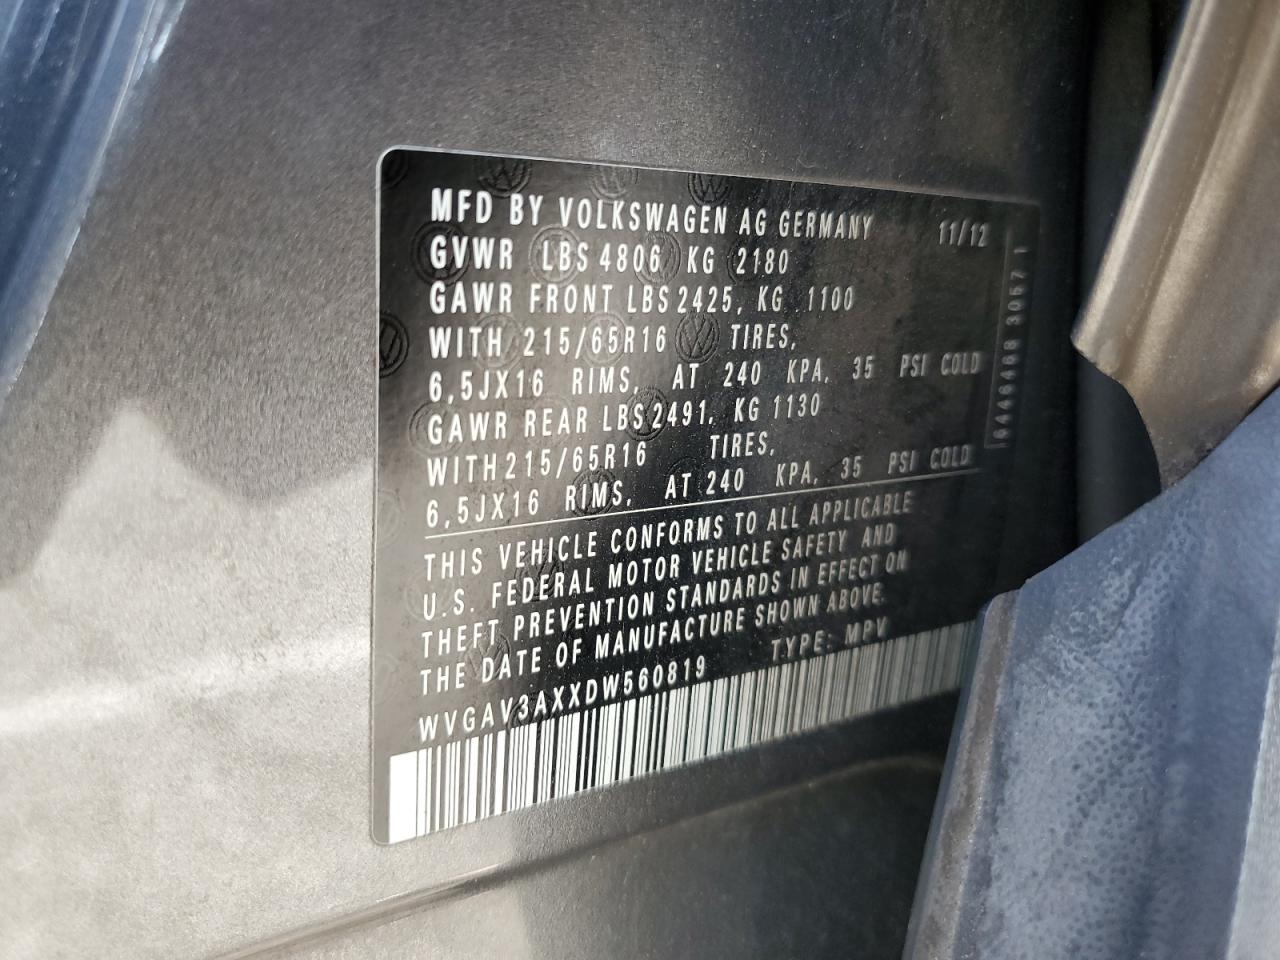 MFD BY VOLKSWAGEN AG GERMANY 11/12
GVWR LBS 4806 KG 2180
GAWR FRONT LBS 2425, KG 1100
WITH 215/65R16 TIRES,
6,5JX16 RIMS, AT 240 KPA, 35 PSI COLD
GAWR REAR LBS 2491, KG 1130
WITH 215/65R16 TIRES,
6,5JX16 RIMS, AT 240 KPA, 35 PSI COLD
THIS VEHICLE CONFORMS TO ALL APPLICABLE
U.S. FEDERAL MOTOR VEHICLE SAFETY AND
THEFT PREVENTION STANDARDS IN EFFECT ON
THE DATE OF MANUFACTURE SHOWN ABOVE.
WVGAV3AXXDW560819 TYPE: MPV